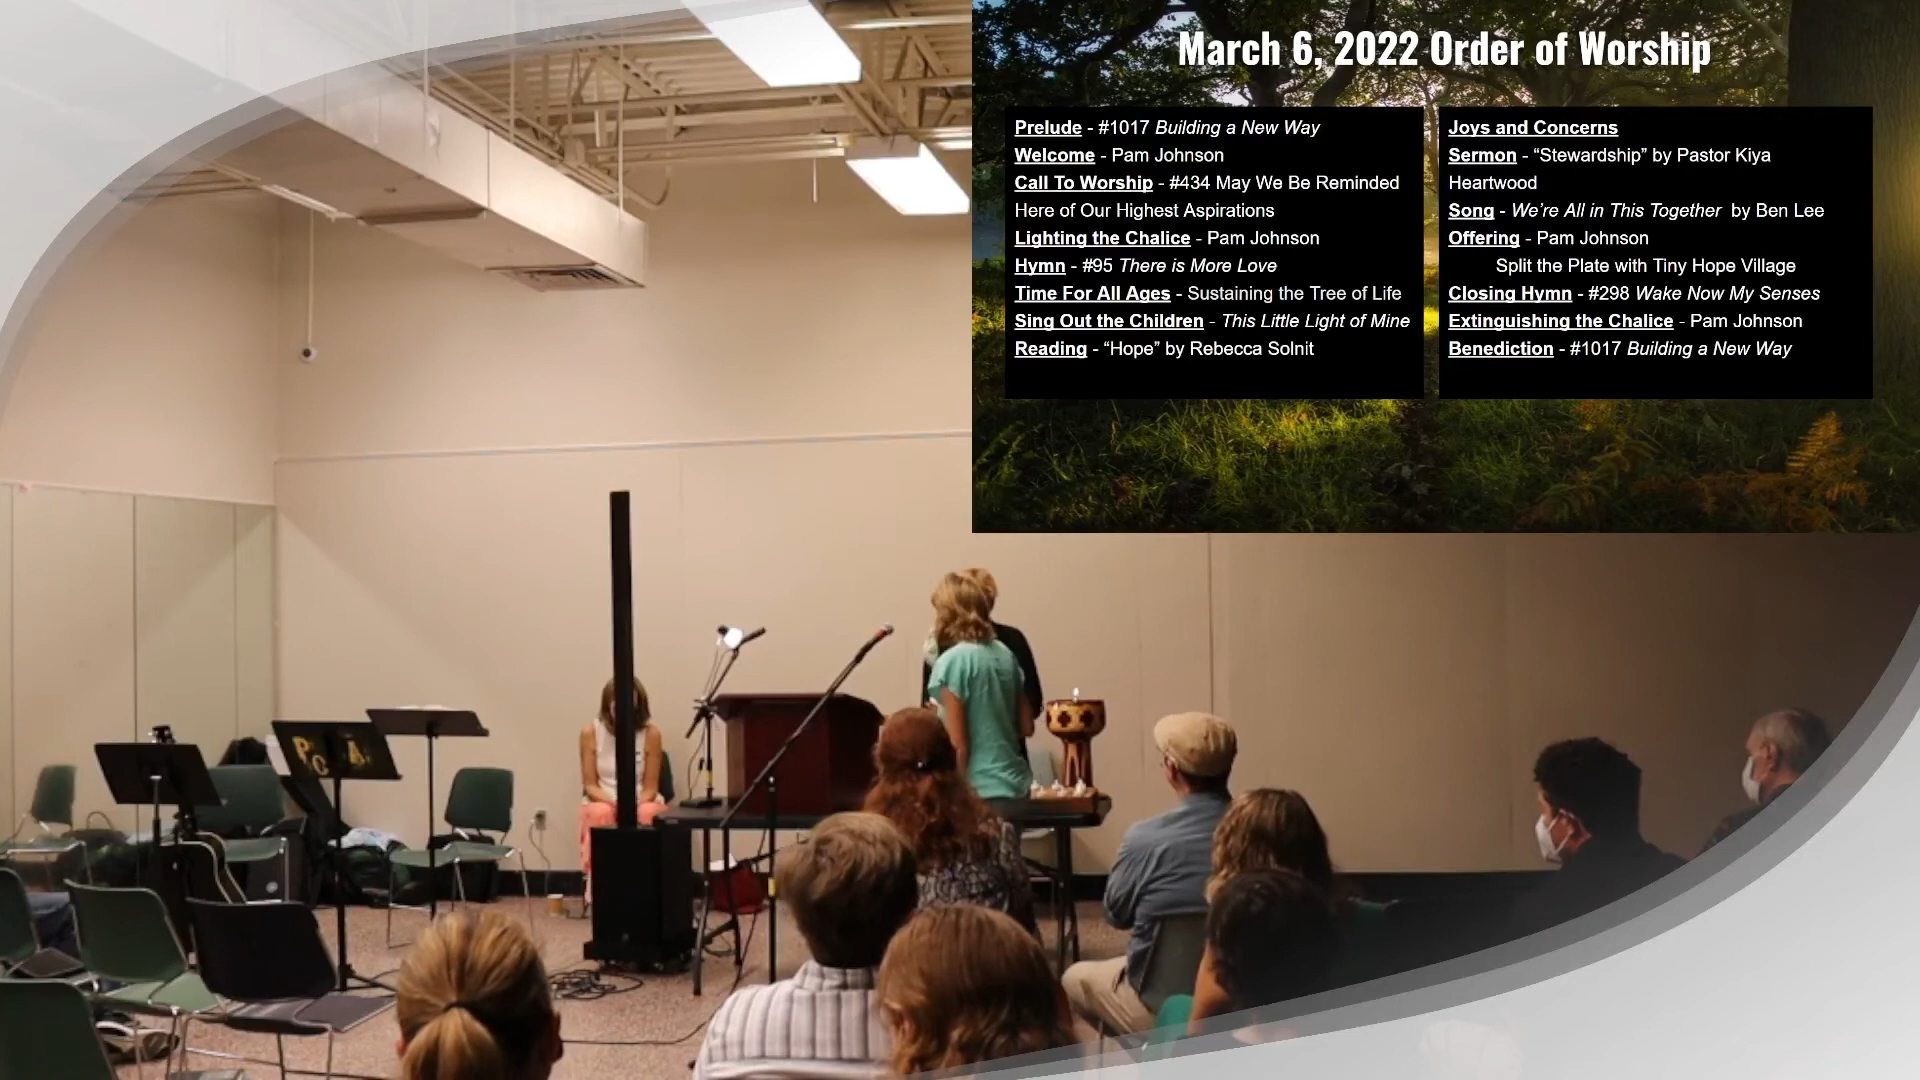 March 6, 2022 Order of Worship
Prelude - #1017 Building a New Way
Welcome - Pam Johnson
Call To Worship - #434 May We Be Reminded
Here of Our Highest Aspirations
Lighting the Chalice - Pam Johnson
Hymn - #95 There is More Love
Time For All Ages - Sustaining the Tree of Life
Sing Out the Children - This Little Light of Mine
Reading - “Hope” by Rebecca Solnit
Joys and Concerns
Sermon - “Stewardship” by Pastor Kiya
Heartwood
Song - We’re All in This Together by Ben Lee
Offering - Pam Johnson
Split the Plate with Tiny Hope Village
Closing Hymn - #298 Wake Now My Senses
Extinguishing the Chalice - Pam Johnson
Benediction - #1017 Building a New Way